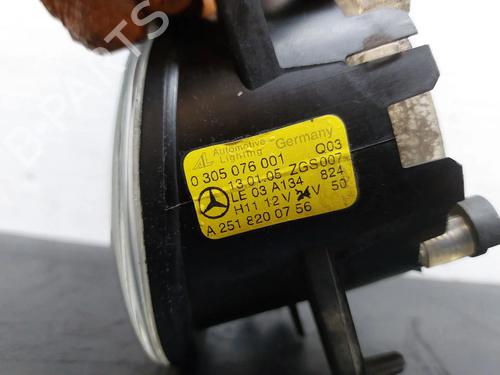 PARTS
AL Automotive Lighting Germany
0 305 076 001 Q03
13.01.05 ZGS007
LE 03 A134 824
H11 12V 24V 50
A 251 820 07 56